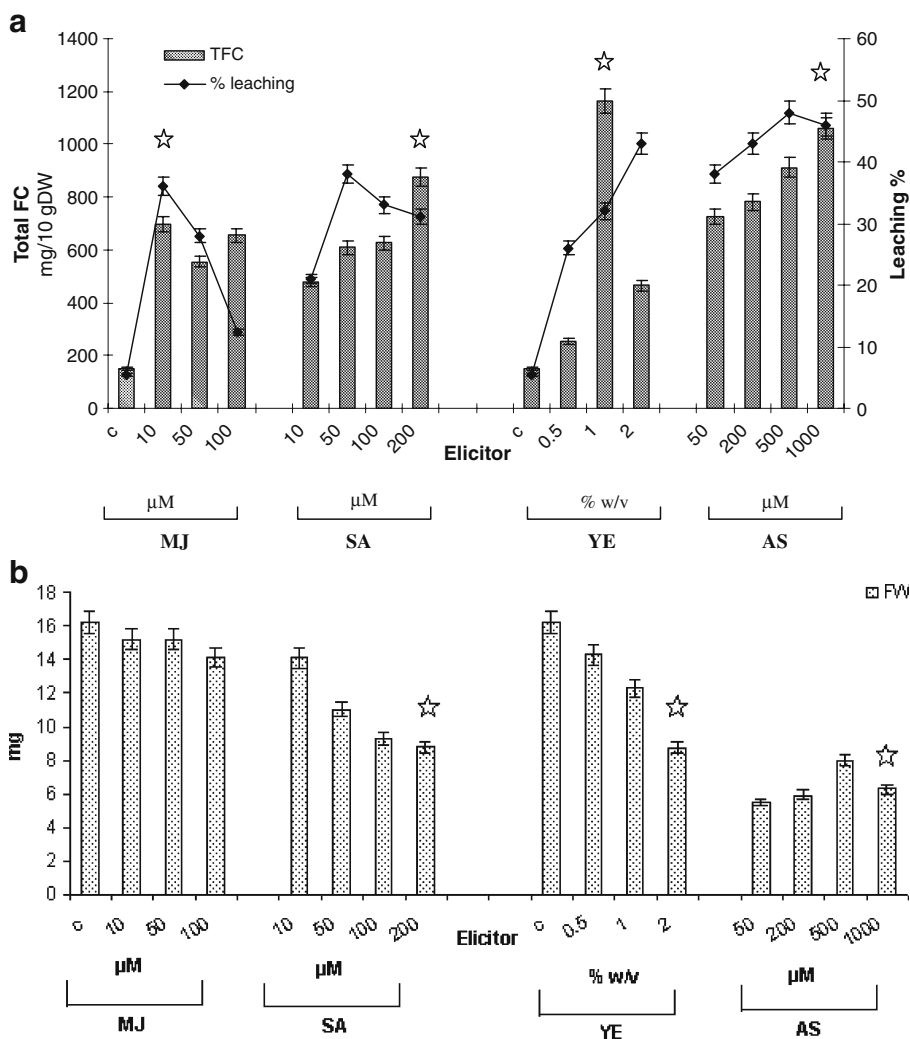 a
1400
1200
1000
800
600
400
200
0
Total FC
mg/10 gDW
TFC
% leaching
60
50
40
30
20
10
0
Leaching %
c 10 50 100 10 50 100 200 c 0.5 1 2 50 200 500 1000
Elicitor
µM µM % w/v µM
MJ SA YE AS
b
18
16
14
12
10
8
6
4
2
0
mg
FW
c 10 50 100 10 50 100 200 c 0.5 1 2 50 200 500 1000
Elicitor
µM µM % w/v µM
MJ SA YE AS